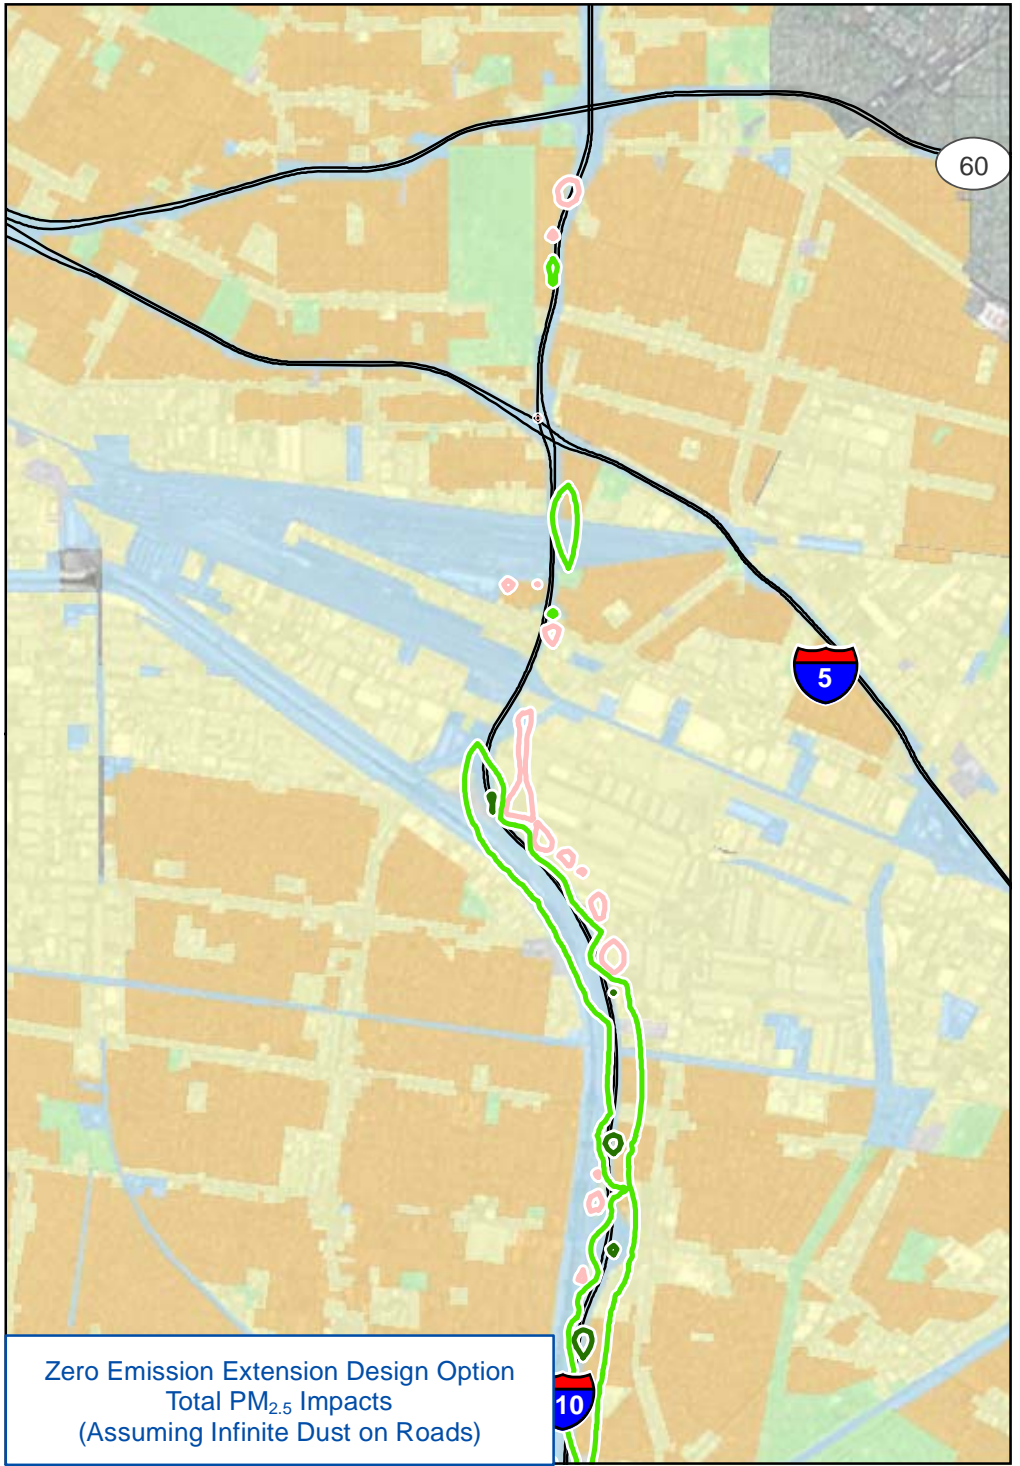 60
5
Zero Emission Extension Design Option
Total PM2.5 Impacts
(Assuming Infinite Dust on Roads)
10